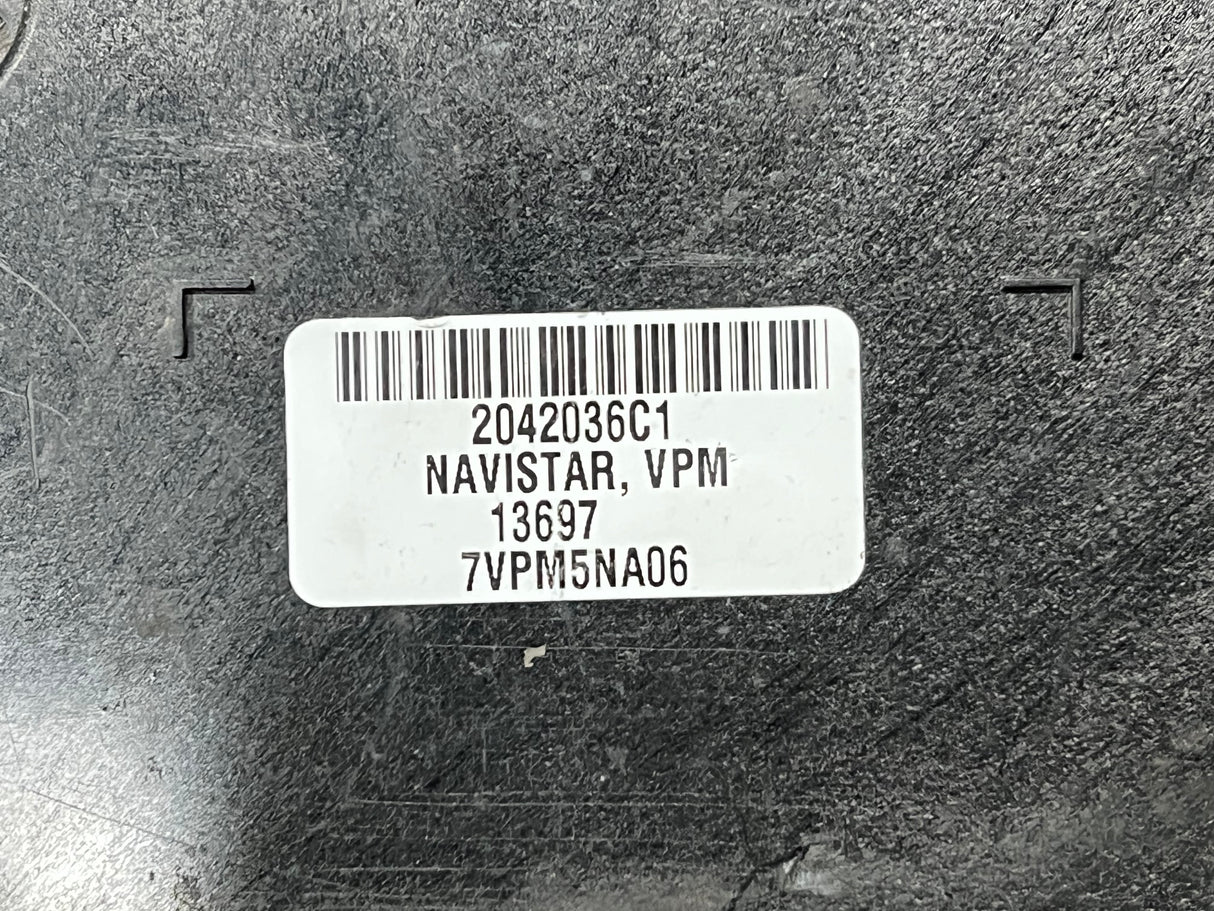 2042036C1
NAVISTAR, VPM
13697
7VPM5NA06